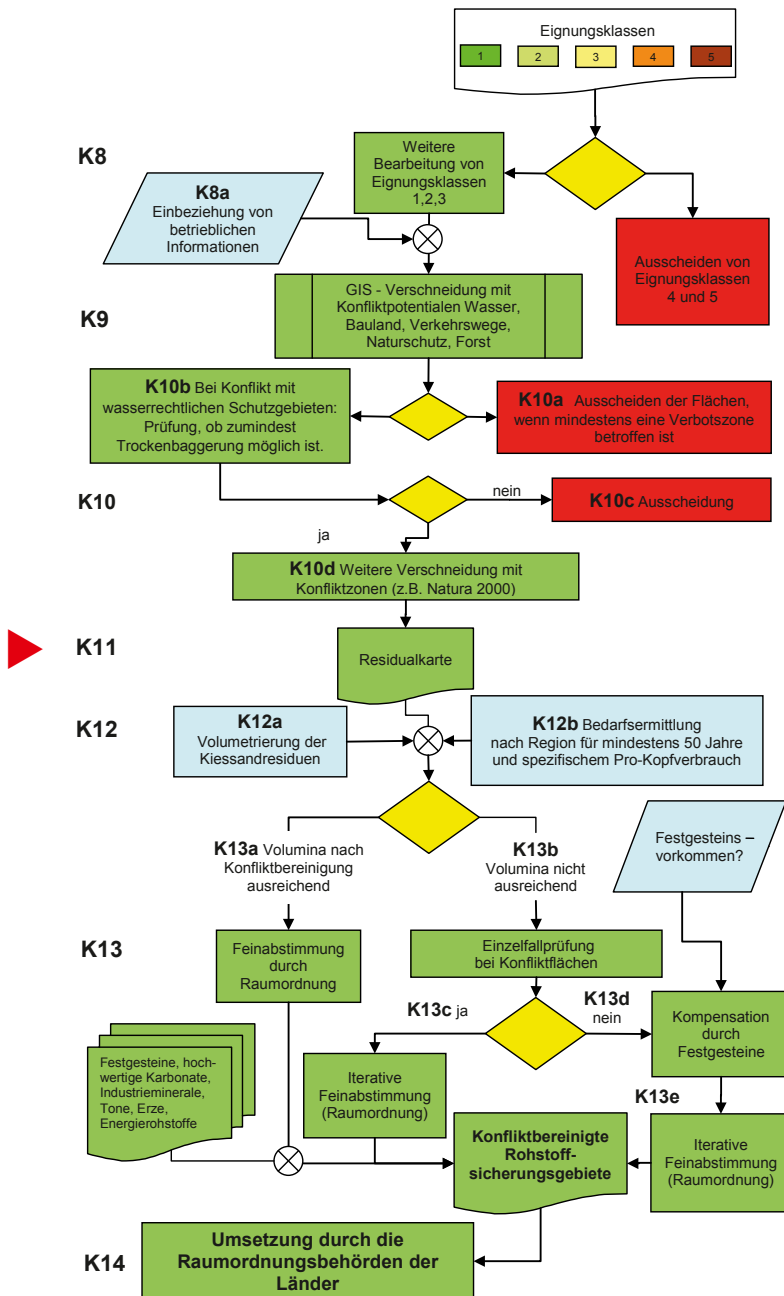 Eignungsklassen
1 2 3 4 5
K8
Weitere
Bearbeitung von
Eignungsklassen
1,2,3
K8a
Einbeziehung von
betrieblichen
Informationen
Ausscheiden von
Eignungsklassen
4 und 5
K9
GIS - Verschneidung mit
Konfliktpotentialen Wasser,
Bauland, Verkehrswege,
Naturschutz, Forst
K10b Bei Konflikt mit
wasserrechtlichen Schutzgebieten:
Prüfung, ob zumindest
Trockenbaggerung möglich ist.
K10a Ausscheiden der Flächen,
wenn mindestens eine Verbotszone
betroffen ist
K10
nein
K10c Ausscheidung
ja
K10d Weitere Verschneidung mit
Konfliktzonen (z.B. Natura 2000)
K11
Residualkarte
K12
K12a
Volumetrierung der
Kiessandresiduen
K12b Bedarfsermittlung
nach Region für mindestens 50 Jahre
und spezifischem Pro-Kopfverbrauch
K13a Volumina nach
Konfliktbereinigung
ausreichend
K13b
Volumina nicht
ausreichend
Festgesteins –
vorkommen?
K13
Feinabstimmung
durch
Raumordnung
Einzelfallprüfung
bei Konfliktflächen
K13c ja
K13d
nein
Kompensation
durch
Festgesteine
Festgesteine, hoch-
wertige Karbonate,
Industrieminerale,
Tone, Erze,
Energierohstoffe
Iterative
Feinabstimmung
(Raumordnung)
K13e
Konfliktbereinigte
Rohstoff-
sicherungsgebiete
Iterative
Feinabstimmung
(Raumordnung)
K14
Umsetzung durch die
Raumordnungsbehörden der
Länder